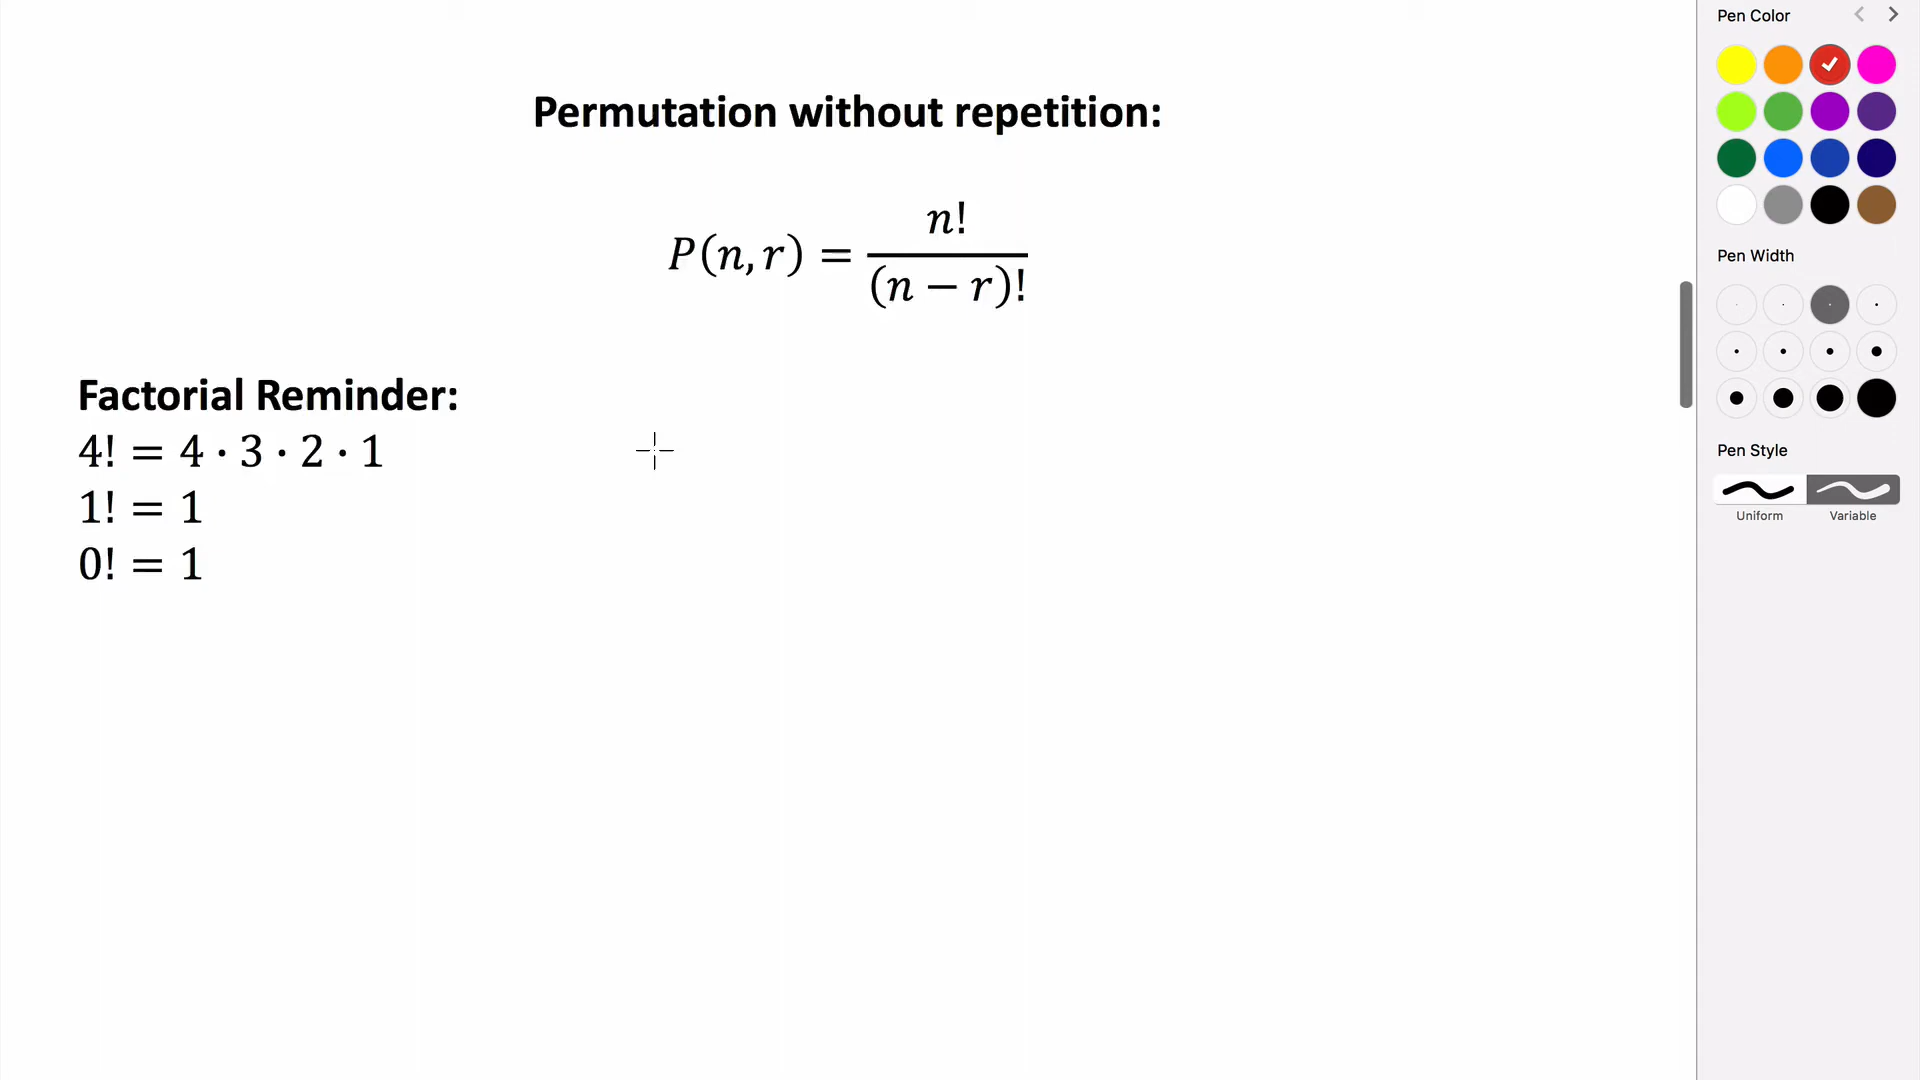 Permutation without repetition:
P(n, r) = n! / (n − r)!
Factorial Reminder:
4! = 4 · 3 · 2 · 1
1! = 1
0! = 1
Pen Color
Pen Width
Pen Style
Uniform Variable